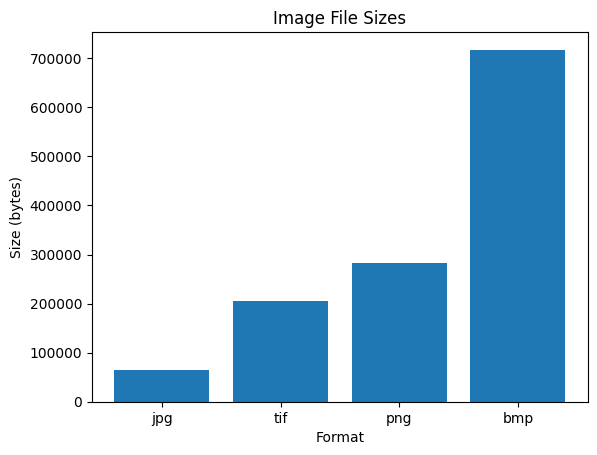 Image File Sizes
Size (bytes)
700000
600000
500000
400000
300000
200000
100000
0
jpg tif png bmp
Format